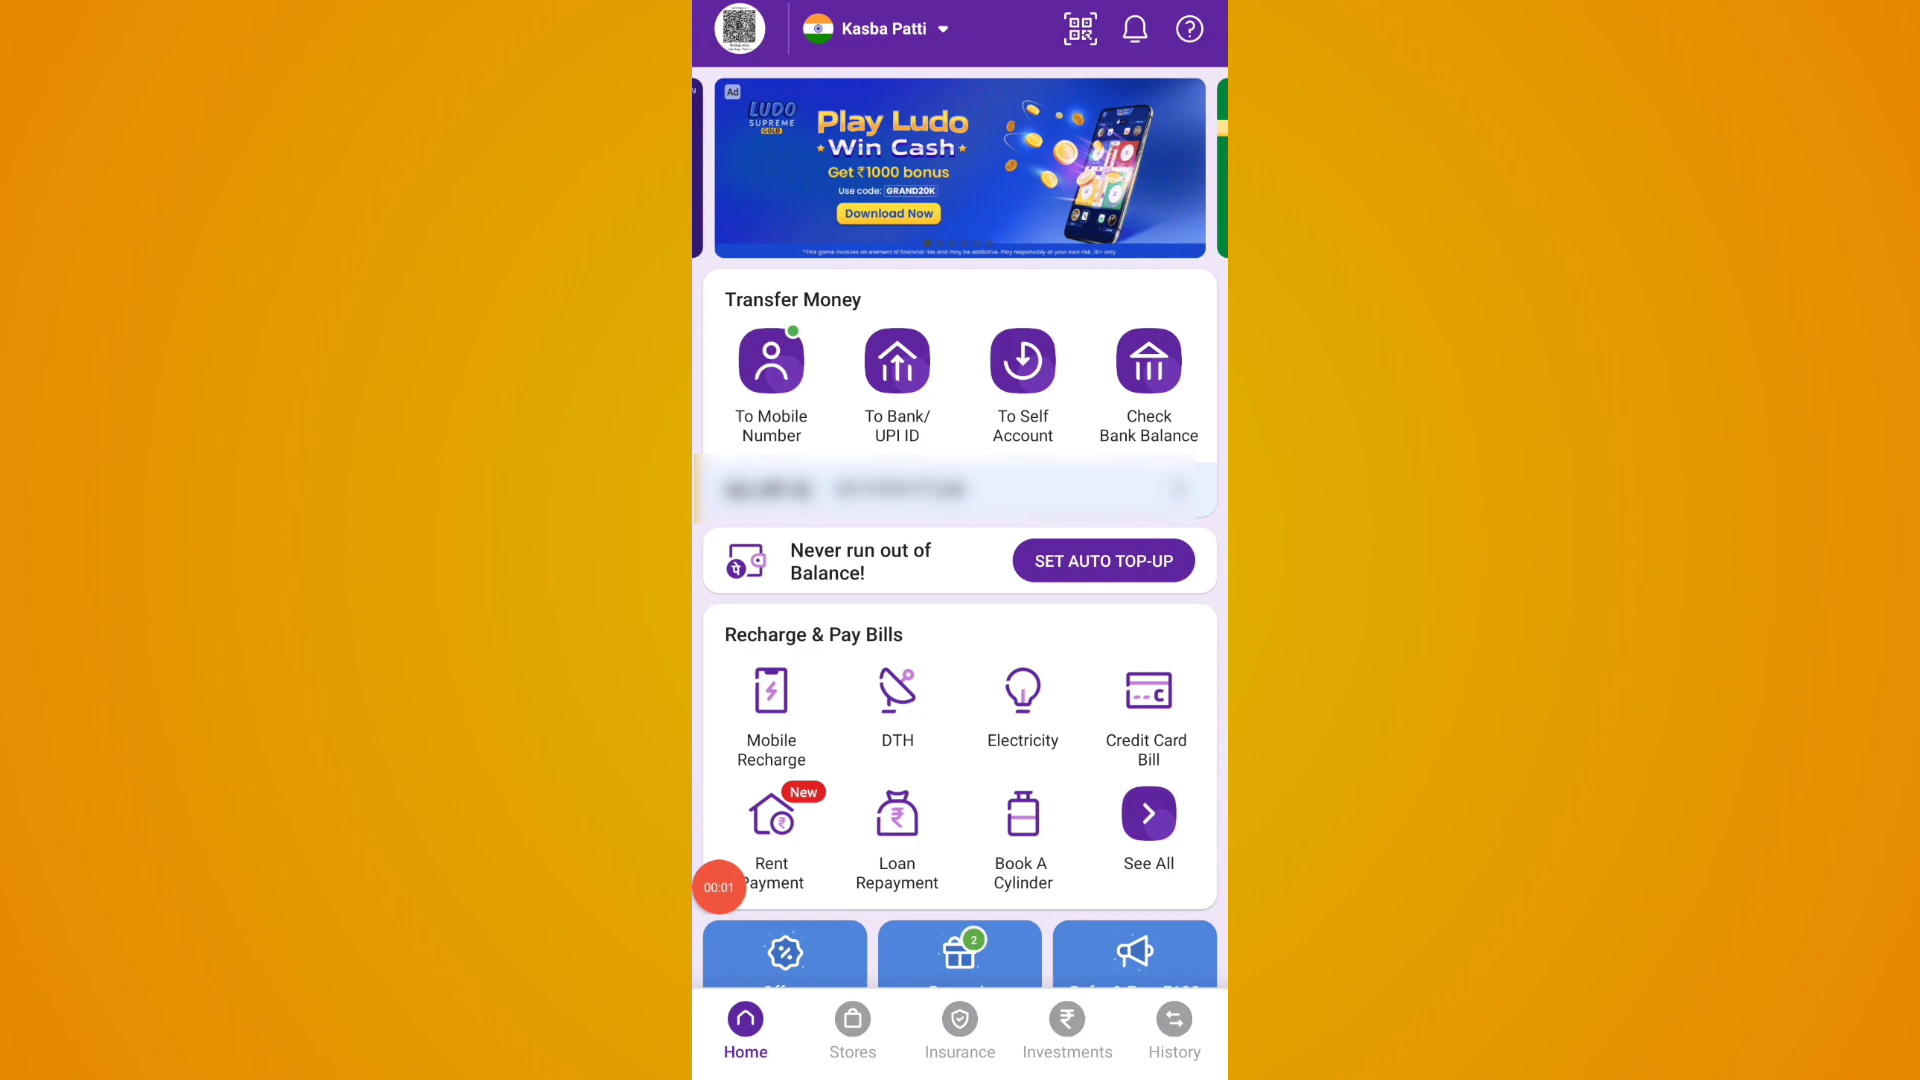 Kasba Patti
Ad
LUDO
SUPREME
GOLD
Play Ludo
Win Cash
Get ₹1000 bonus
Use code: GRAND20K
Download Now
*This game involves an element of financial risk and may be addictive. Play responsibly at your own risk. 18+ only
Transfer Money
To Mobile
Number
To Bank/
UPI ID
To Self
Account
Check
Bank Balance
पे
Never run out of
Balance!
SET AUTO TOP-UP
Recharge & Pay Bills
Mobile
Recharge
DTH
Electricity
Credit Card
Bill
New
Rent
Payment
Loan
Repayment
Book A
Cylinder
See All
00:01
2
Home
Stores
Insurance
Investments
History